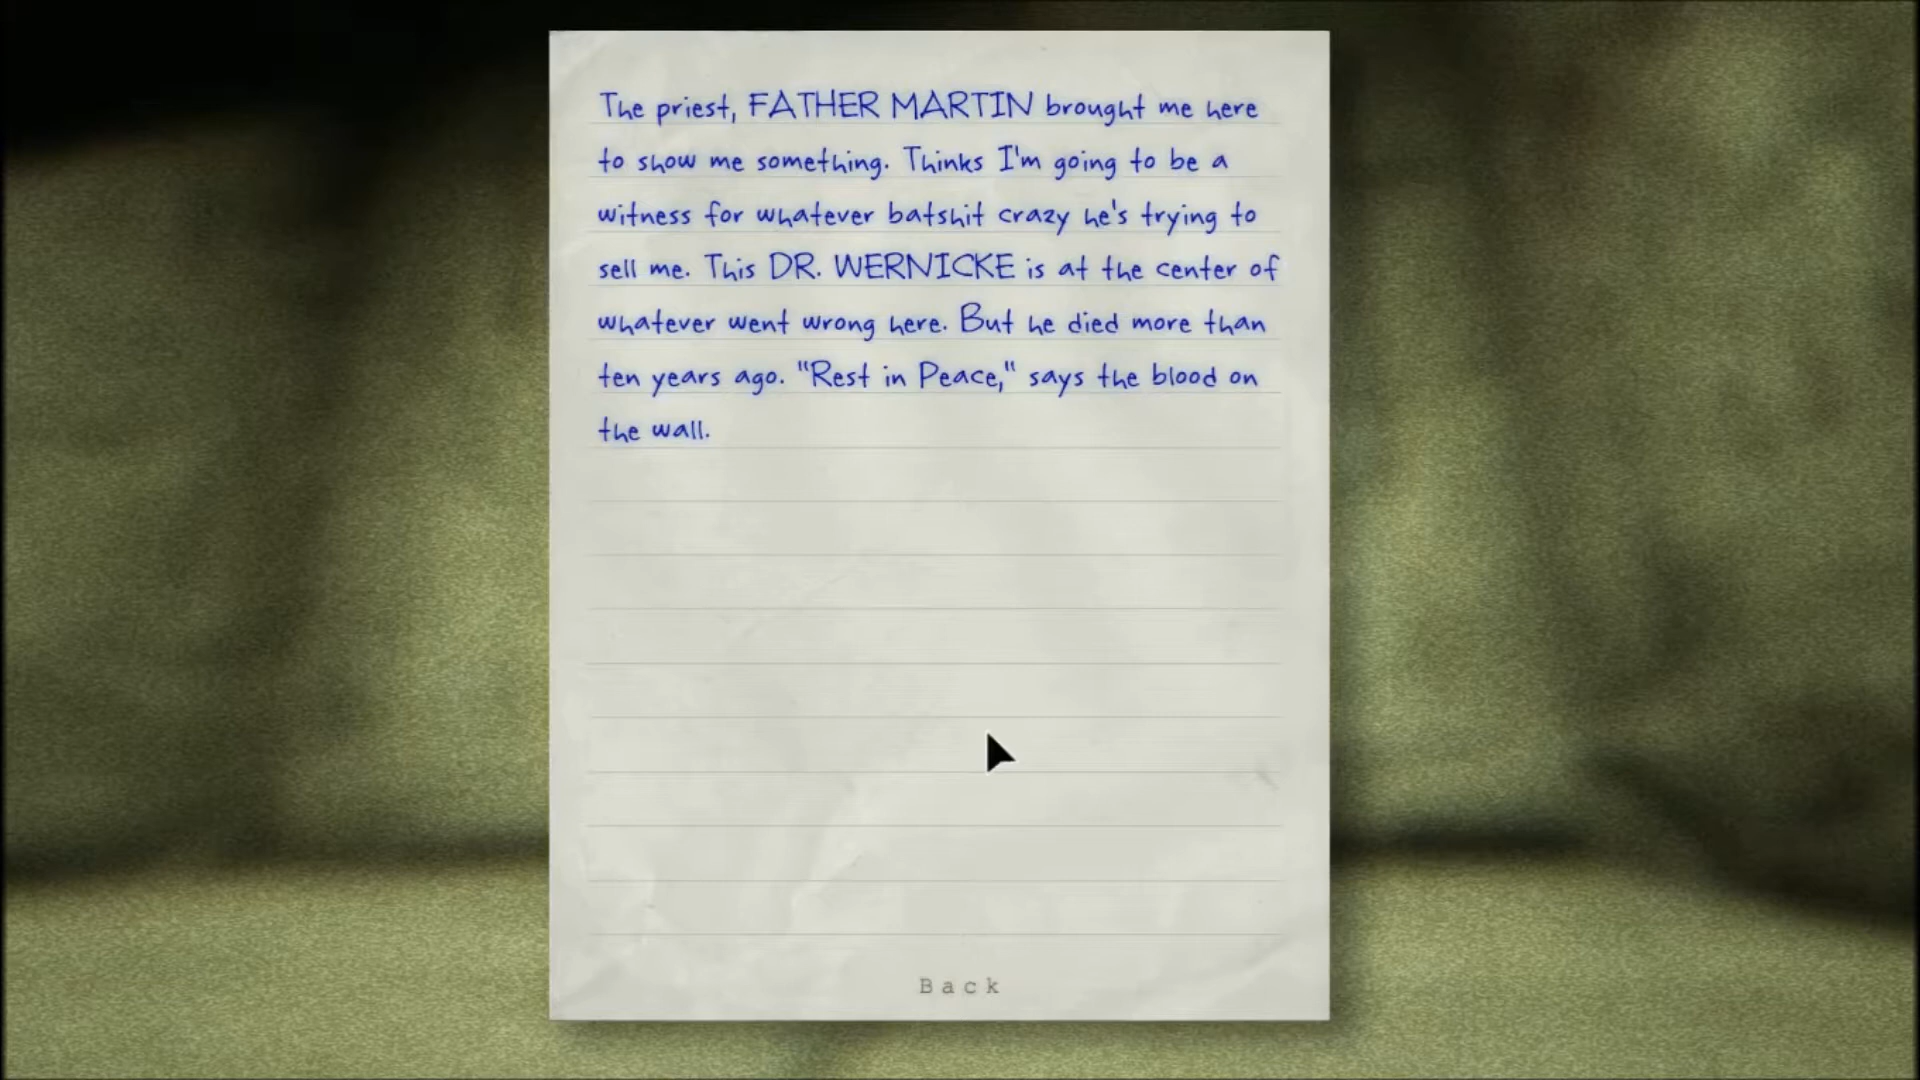 The priest, FATHER MARTIN brought me here
to show me something. Thinks I'm going to be a
witness for whatever batshit crazy he's trying to
sell me. This DR. WERNICKE is at the center of
whatever went wrong here. But he died more than
ten years ago. "Rest in Peace," says the blood on
the wall.
Back